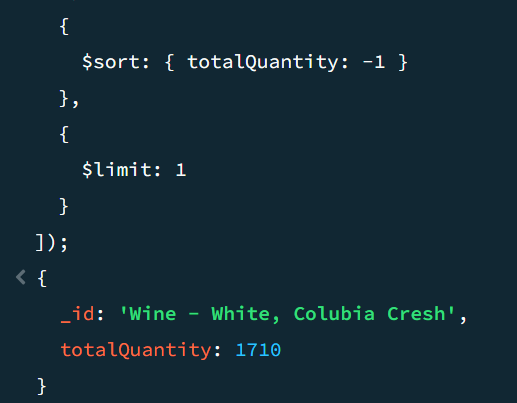 {
$sort: { totalQuantity: -1 }
},
{
$limit: 1
}
]);
{
_id: 'Wine - White, Colubia Cresh',
totalQuantity: 1710
}